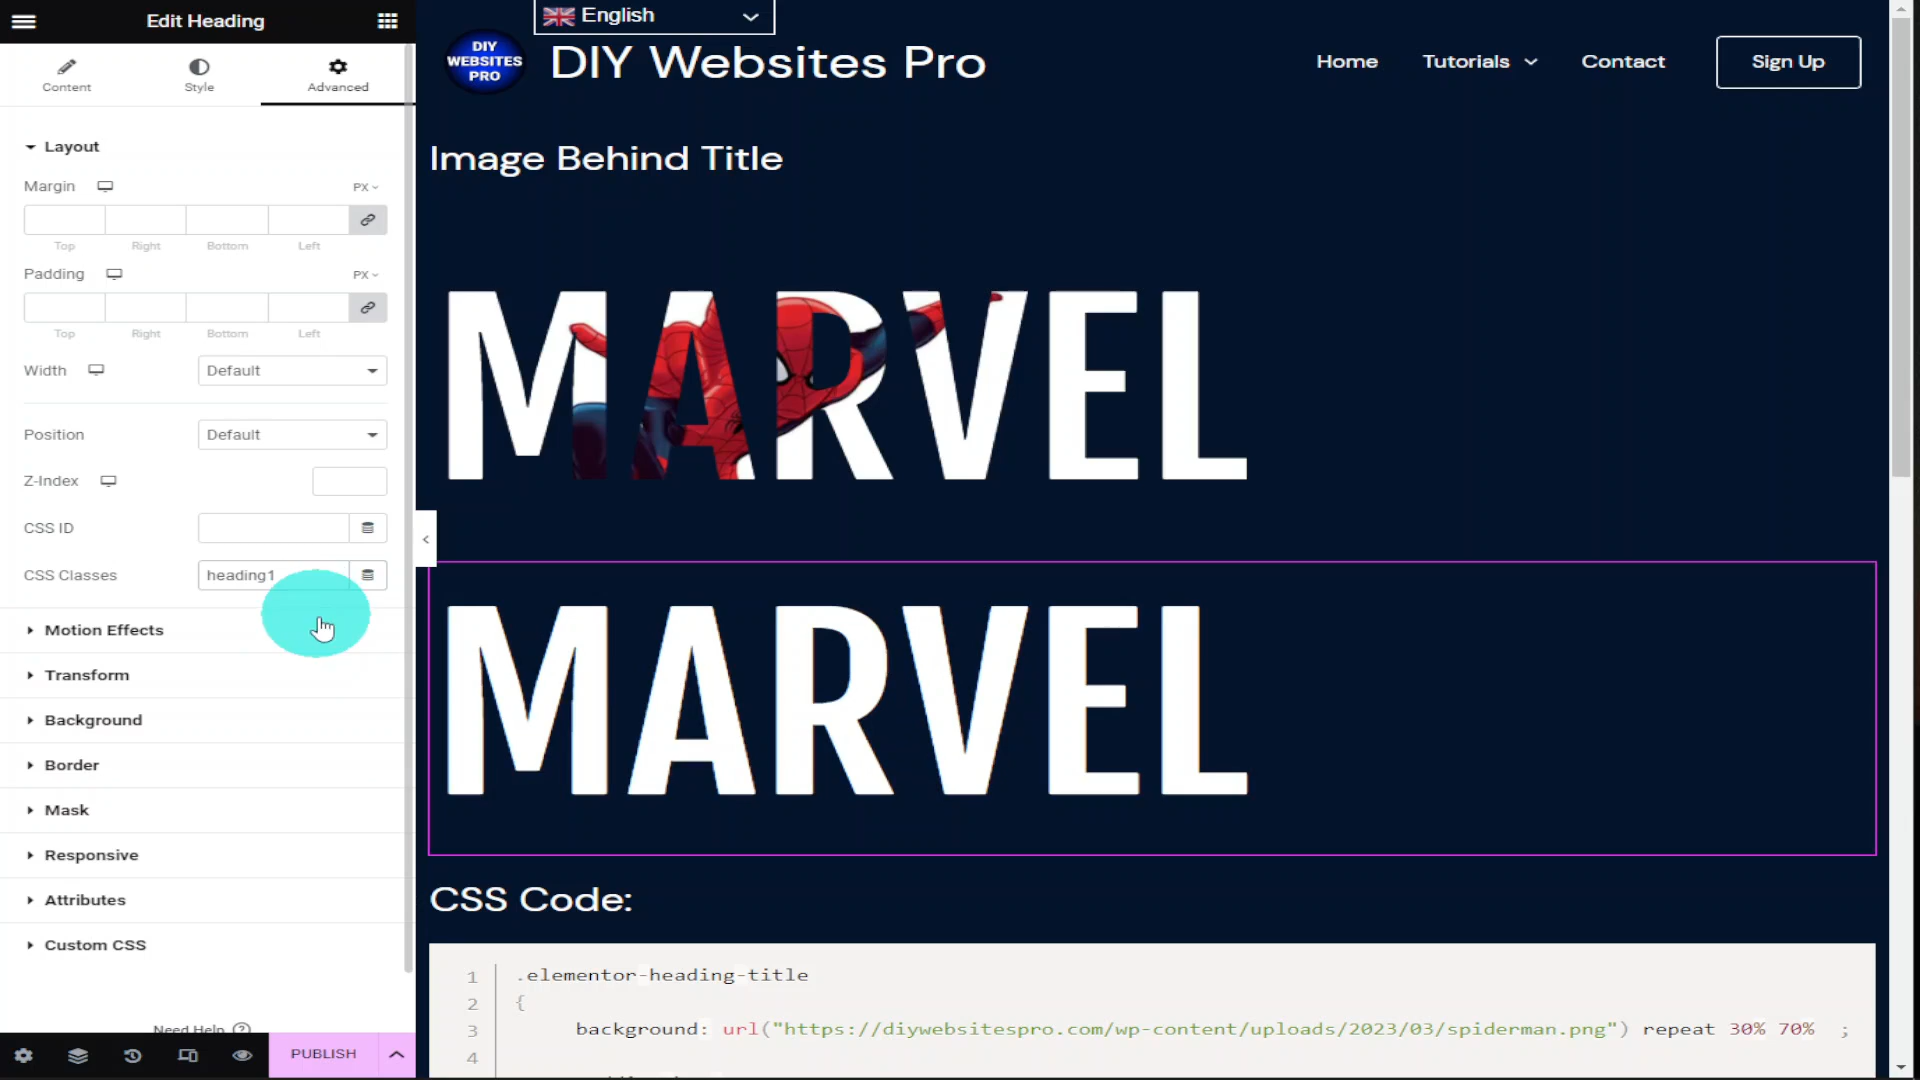 Edit Heading
Content
Style
Advanced
Layout
Margin
PX
Top Right Bottom Left
Padding
PX
Top Right Bottom Left
Width
Default
Position
Default
Z-Index
CSS ID
CSS Classes
heading1
Motion Effects
Transform
Background
Border
Mask
Responsive
Attributes
Custom CSS
Need Help ?
PUBLISH
English
DIY
WEBSITES
PRO
DIY Websites Pro
Home
Tutorials
Contact
Sign Up
Image Behind Title
MARVEL
MARVEL
CSS Code:
1 .elementor-heading-title
2 {
3 background: url("https://diywebsitespro.com/wp-content/uploads/2023/03/spiderman.png") repeat 30% 70% ;
4